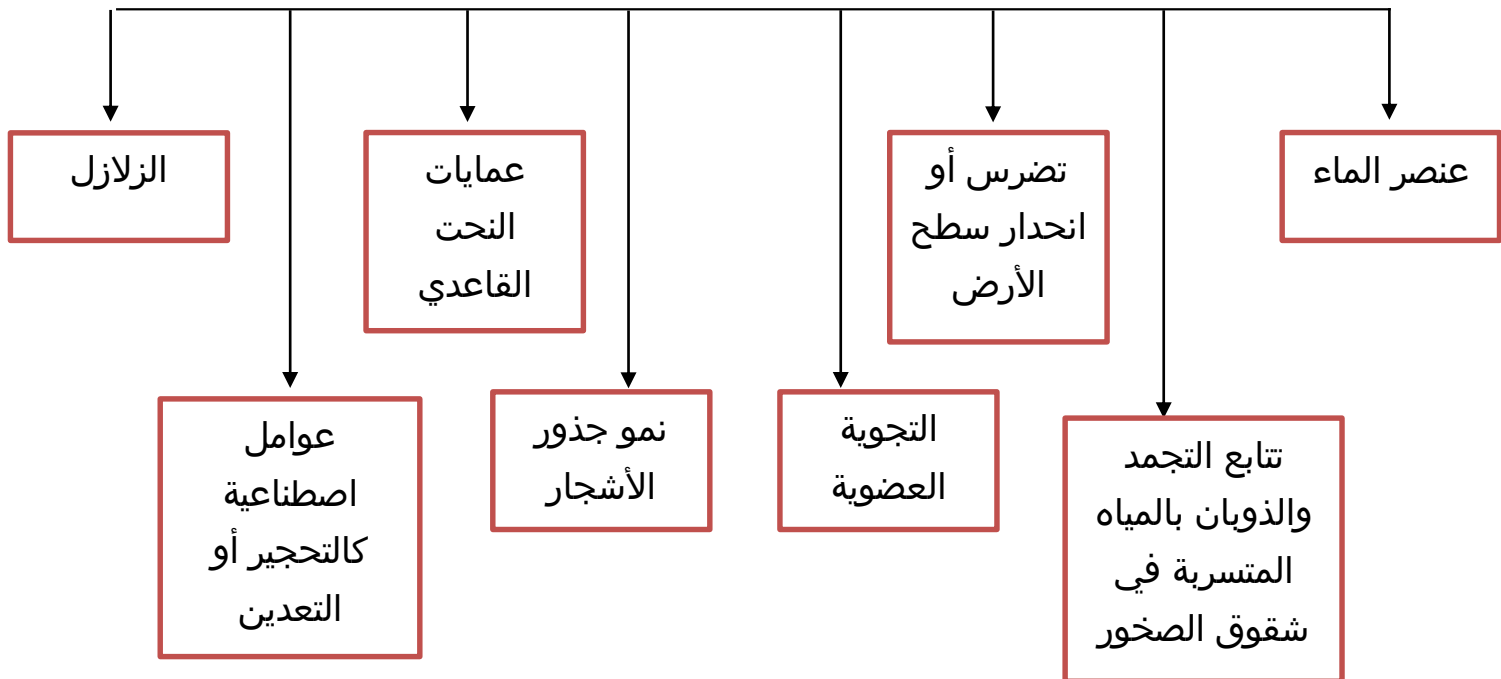 عنصر الماء
تضرس أو
انحدار سطح
الأرض
عمايات
النحت
القاعدي
الزلازل
تتابع التجمد
والذوبان بالمياه
المتسربة في
شقوق الصخور
التجوية
العضوية
نمو جذور
الأشجار
عوامل
اصطناعية
كالتحجير أو
التعدين